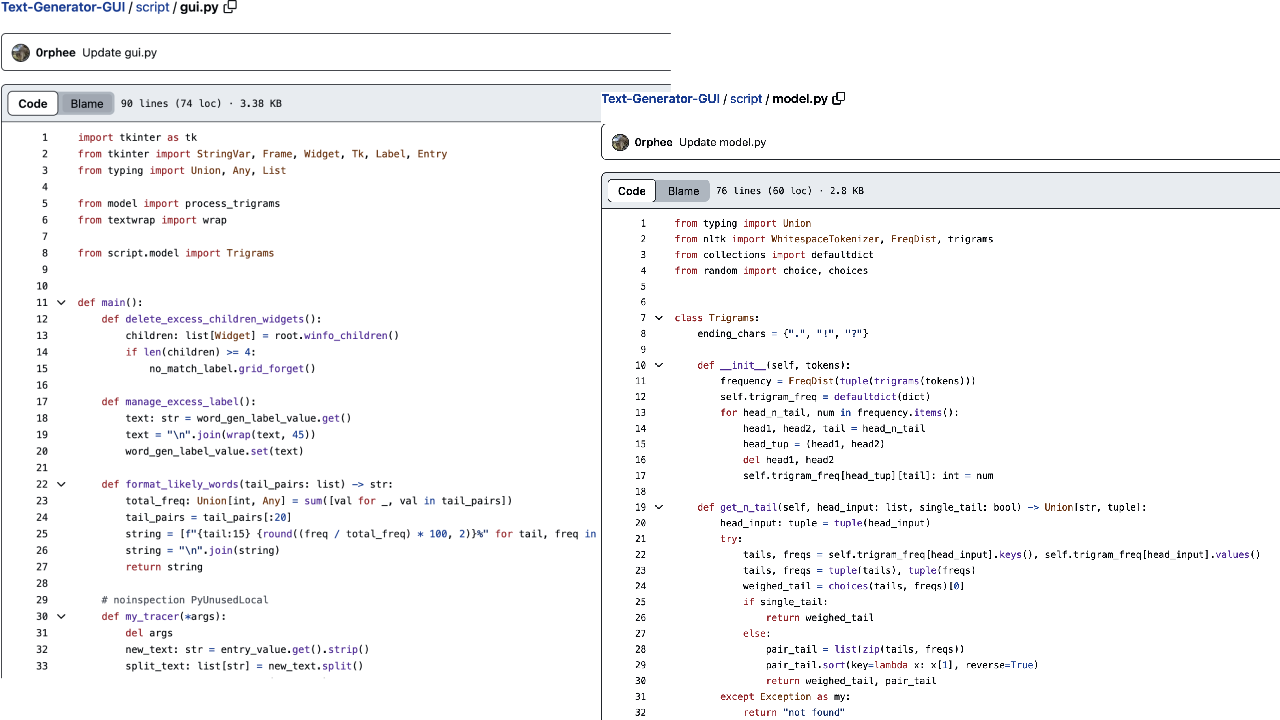 Text-Generator-GUI / script / gui.py
0rphee Update gui.py
Code Blame 90 lines (74 loc) · 3.38 KB
1 import tkinter as tk
2 from tkinter import StringVar, Frame, Widget, Tk, Label, Entry
3 from typing import Union, Any, List
4
5 from model import process_trigrams
6 from textwrap import wrap
7
8 from script.model import Trigrams
9
10
11 def main():
12 def delete_excess_children_widgets():
13 children: list[Widget] = root.winfo_children()
14 if len(children) >= 4:
15 no_match_label.grid_forget()
16
17 def manage_excess_label():
18 text: str = word_gen_label_value.get()
19 text = "\n".join(wrap(text, 45))
20 word_gen_label_value.set(text)
21
22 def format_likely_words(tail_pairs: list) -> str:
23 total_freq: Union[int, Any] = sum([val for _, val in tail_pairs])
24 tail_pairs = tail_pairs[:20]
25 string = [f"{tail:15} {round((freq / total_freq) * 100, 2)}%" for tail, freq in
26 string = "\n".join(string)
27 return string
28
29 # noinspection PyUnusedLocal
30 def my_tracer(*args):
31 del args
32 new_text: str = entry_value.get().strip()
33 split_text: list[str] = new_text.split()
Text-Generator-GUI / script / model.py
0rphee Update model.py
Code Blame 76 lines (60 loc) · 2.8 KB
1 from typing import Union
2 from nltk import WhitespaceTokenizer, FreqDist, trigrams
3 from collections import defaultdict
4 from random import choice, choices
5
6
7 class Trigrams:
8 ending_chars = {".", "!", "?"}
9
10 def __init__(self, tokens):
11 frequency = FreqDist(tuple(trigrams(tokens)))
12 self.trigram_freq = defaultdict(dict)
13 for head_n_tail, num in frequency.items():
14 head1, head2, tail = head_n_tail
15 head_tup = (head1, head2)
16 del head1, head2
17 self.trigram_freq[head_tup][tail]: int = num
18
19 def get_n_tail(self, head_input: list, single_tail: bool) -> Union[str, tuple]:
20 head_input: tuple = tuple(head_input)
21 try:
22 tails, freqs = self.trigram_freq[head_input].keys(), self.trigram_freq[head_input].values()
23 tails, freqs = tuple(tails), tuple(freqs)
24 weighed_tail = choices(tails, freqs)[0]
25 if single_tail:
26 return weighed_tail
27 else:
28 pair_tail = list(zip(tails, freqs))
29 pair_tail.sort(key=lambda x: x[1], reverse=True)
30 return weighed_tail, pair_tail
31 except Exception as my:
32 return "not found"